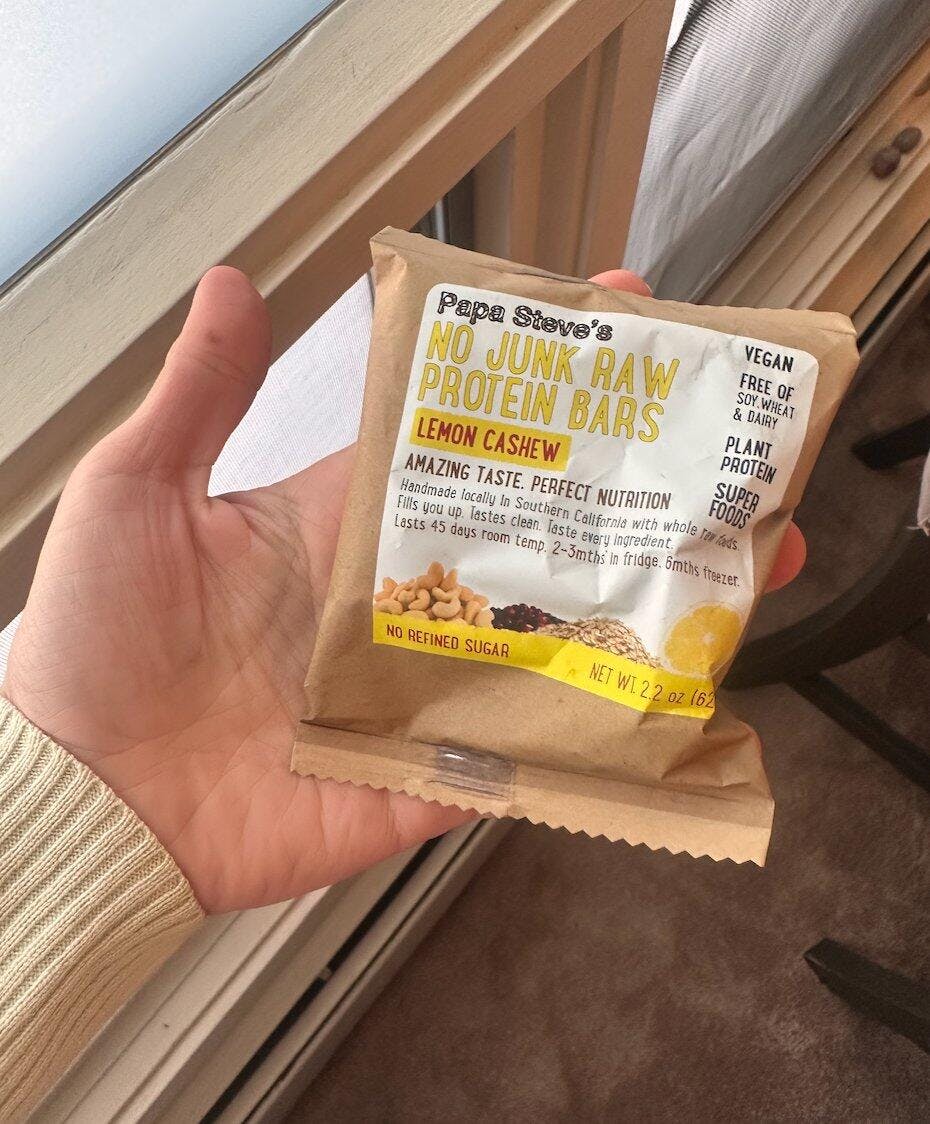 Papa Steve's
NO JUNK RAW
PROTEIN BARS
LEMON CASHEW
AMAZING TASTE. PERFECT NUTRITION
Handmade locally In Southern California with whole raw foods.
Fills you up. Tastes clean. Taste every ingredient.
Lasts 45 days room temp. 2-3mths in fridge. 6mths freezer.
VEGAN
FREE OF
SOY, WHEAT
& DAIRY
PLANT
PROTEIN
SUPER
FOODS
NO REFINED SUGAR
NET WT. 2.2 oz (62